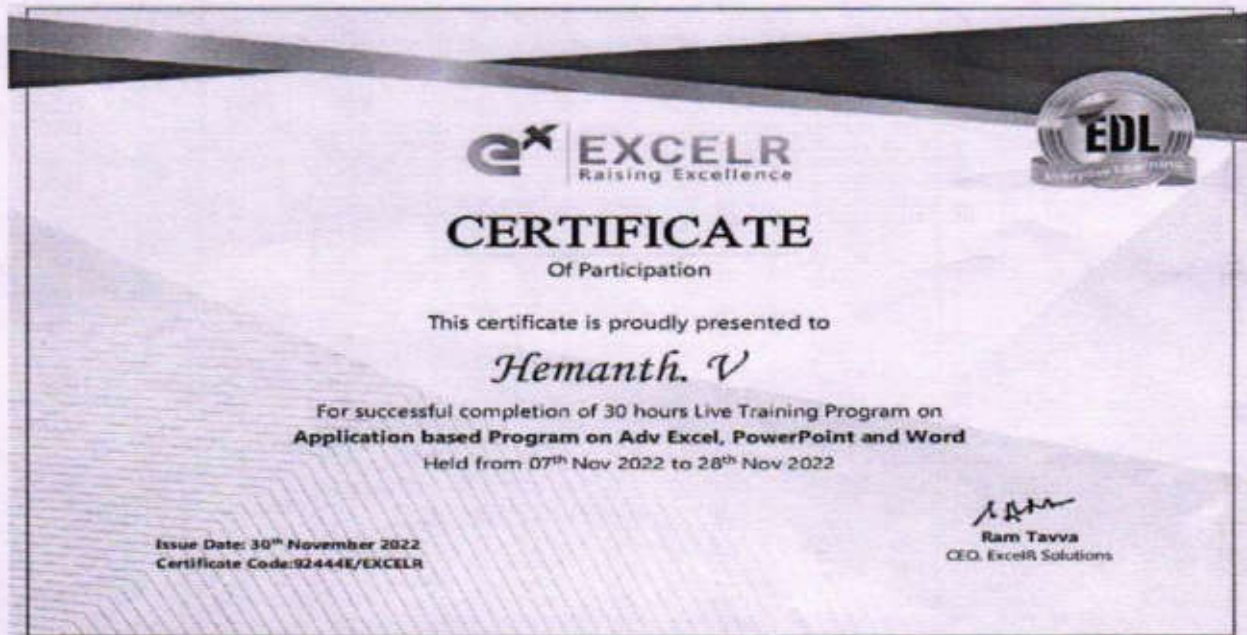 EXCELR
Raising Excellence
EDL
CERTIFICATE
Of Participation
This certificate is proudly presented to
Hemanth. V
For successful completion of 30 hours Live Training Program on
Application based Program on Adv Excel, PowerPoint and Word
Held from 07th Nov 2022 to 28th Nov 2022
Issue Date: 30th November 2022
Certificate Code:92444E/EXCELR
Ram Tavva
CEO, ExcelR Solutions